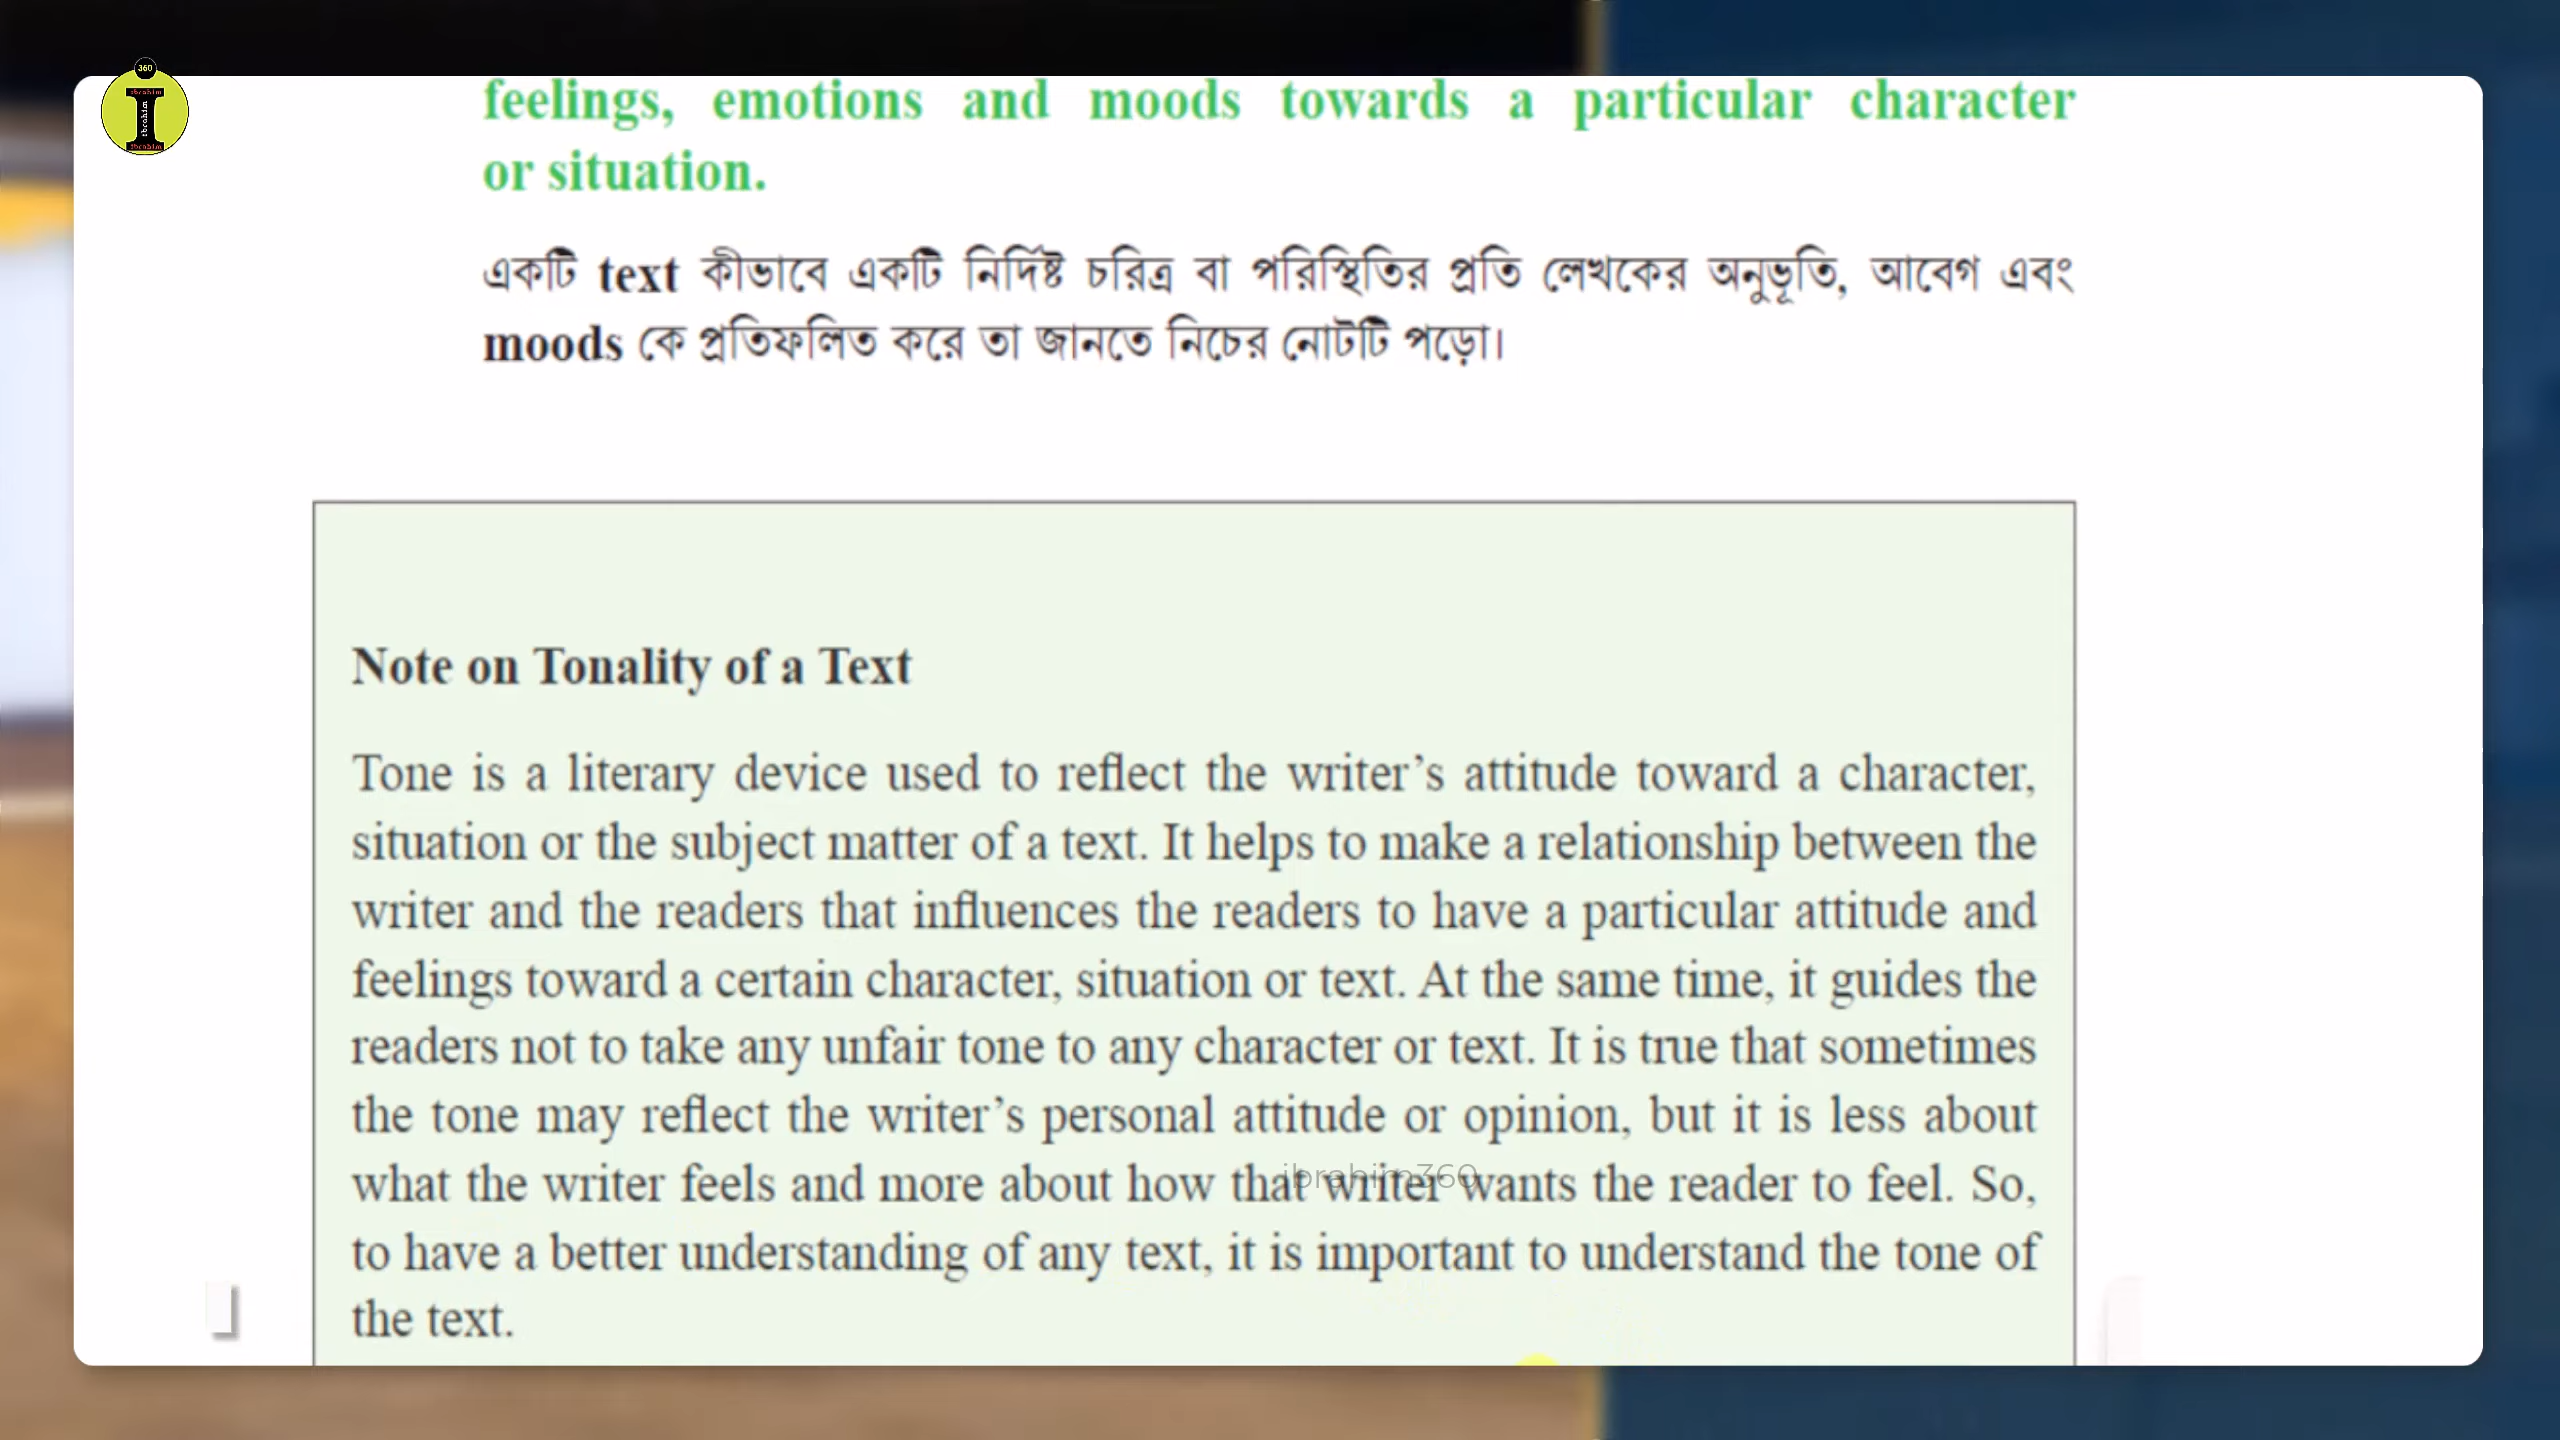 360
Ibrahim
Ibrahim
Ibrahim
feelings, emotions and moods towards a particular character
or situation.
একটি text কীভাবে একটি নির্দিষ্ট চরিত্র বা পরিস্থিতির প্রতি লেখকের অনুভূতি, আবেগ এবং
moods কে প্রতিফলিত করে তা জানতে নিচের নোটটি পড়ো।
Note on Tonality of a Text
Tone is a literary device used to reflect the writer’s attitude toward a character,
situation or the subject matter of a text. It helps to make a relationship between the
writer and the readers that influences the readers to have a particular attitude and
feelings toward a certain character, situation or text. At the same time, it guides the
readers not to take any unfair tone to any character or text. It is true that sometimes
the tone may reflect the writer’s personal attitude or opinion, but it is less about
what the writer feels and more about how that writer wants the reader to feel. So,
ibrahim360
to have a better understanding of any text, it is important to understand the tone of
the text.